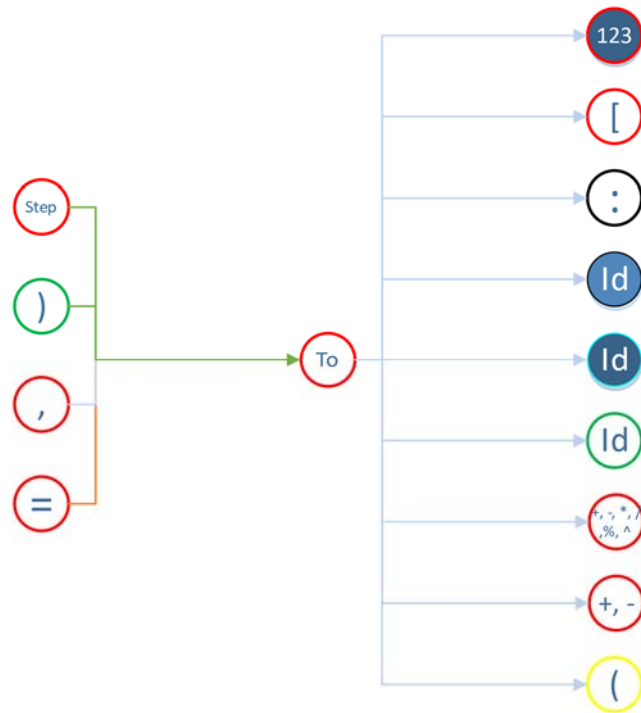 123
[
:
Step
Id
)
To
Id
,
Id
=
+, -, *, /
,%, ^
+, -
(